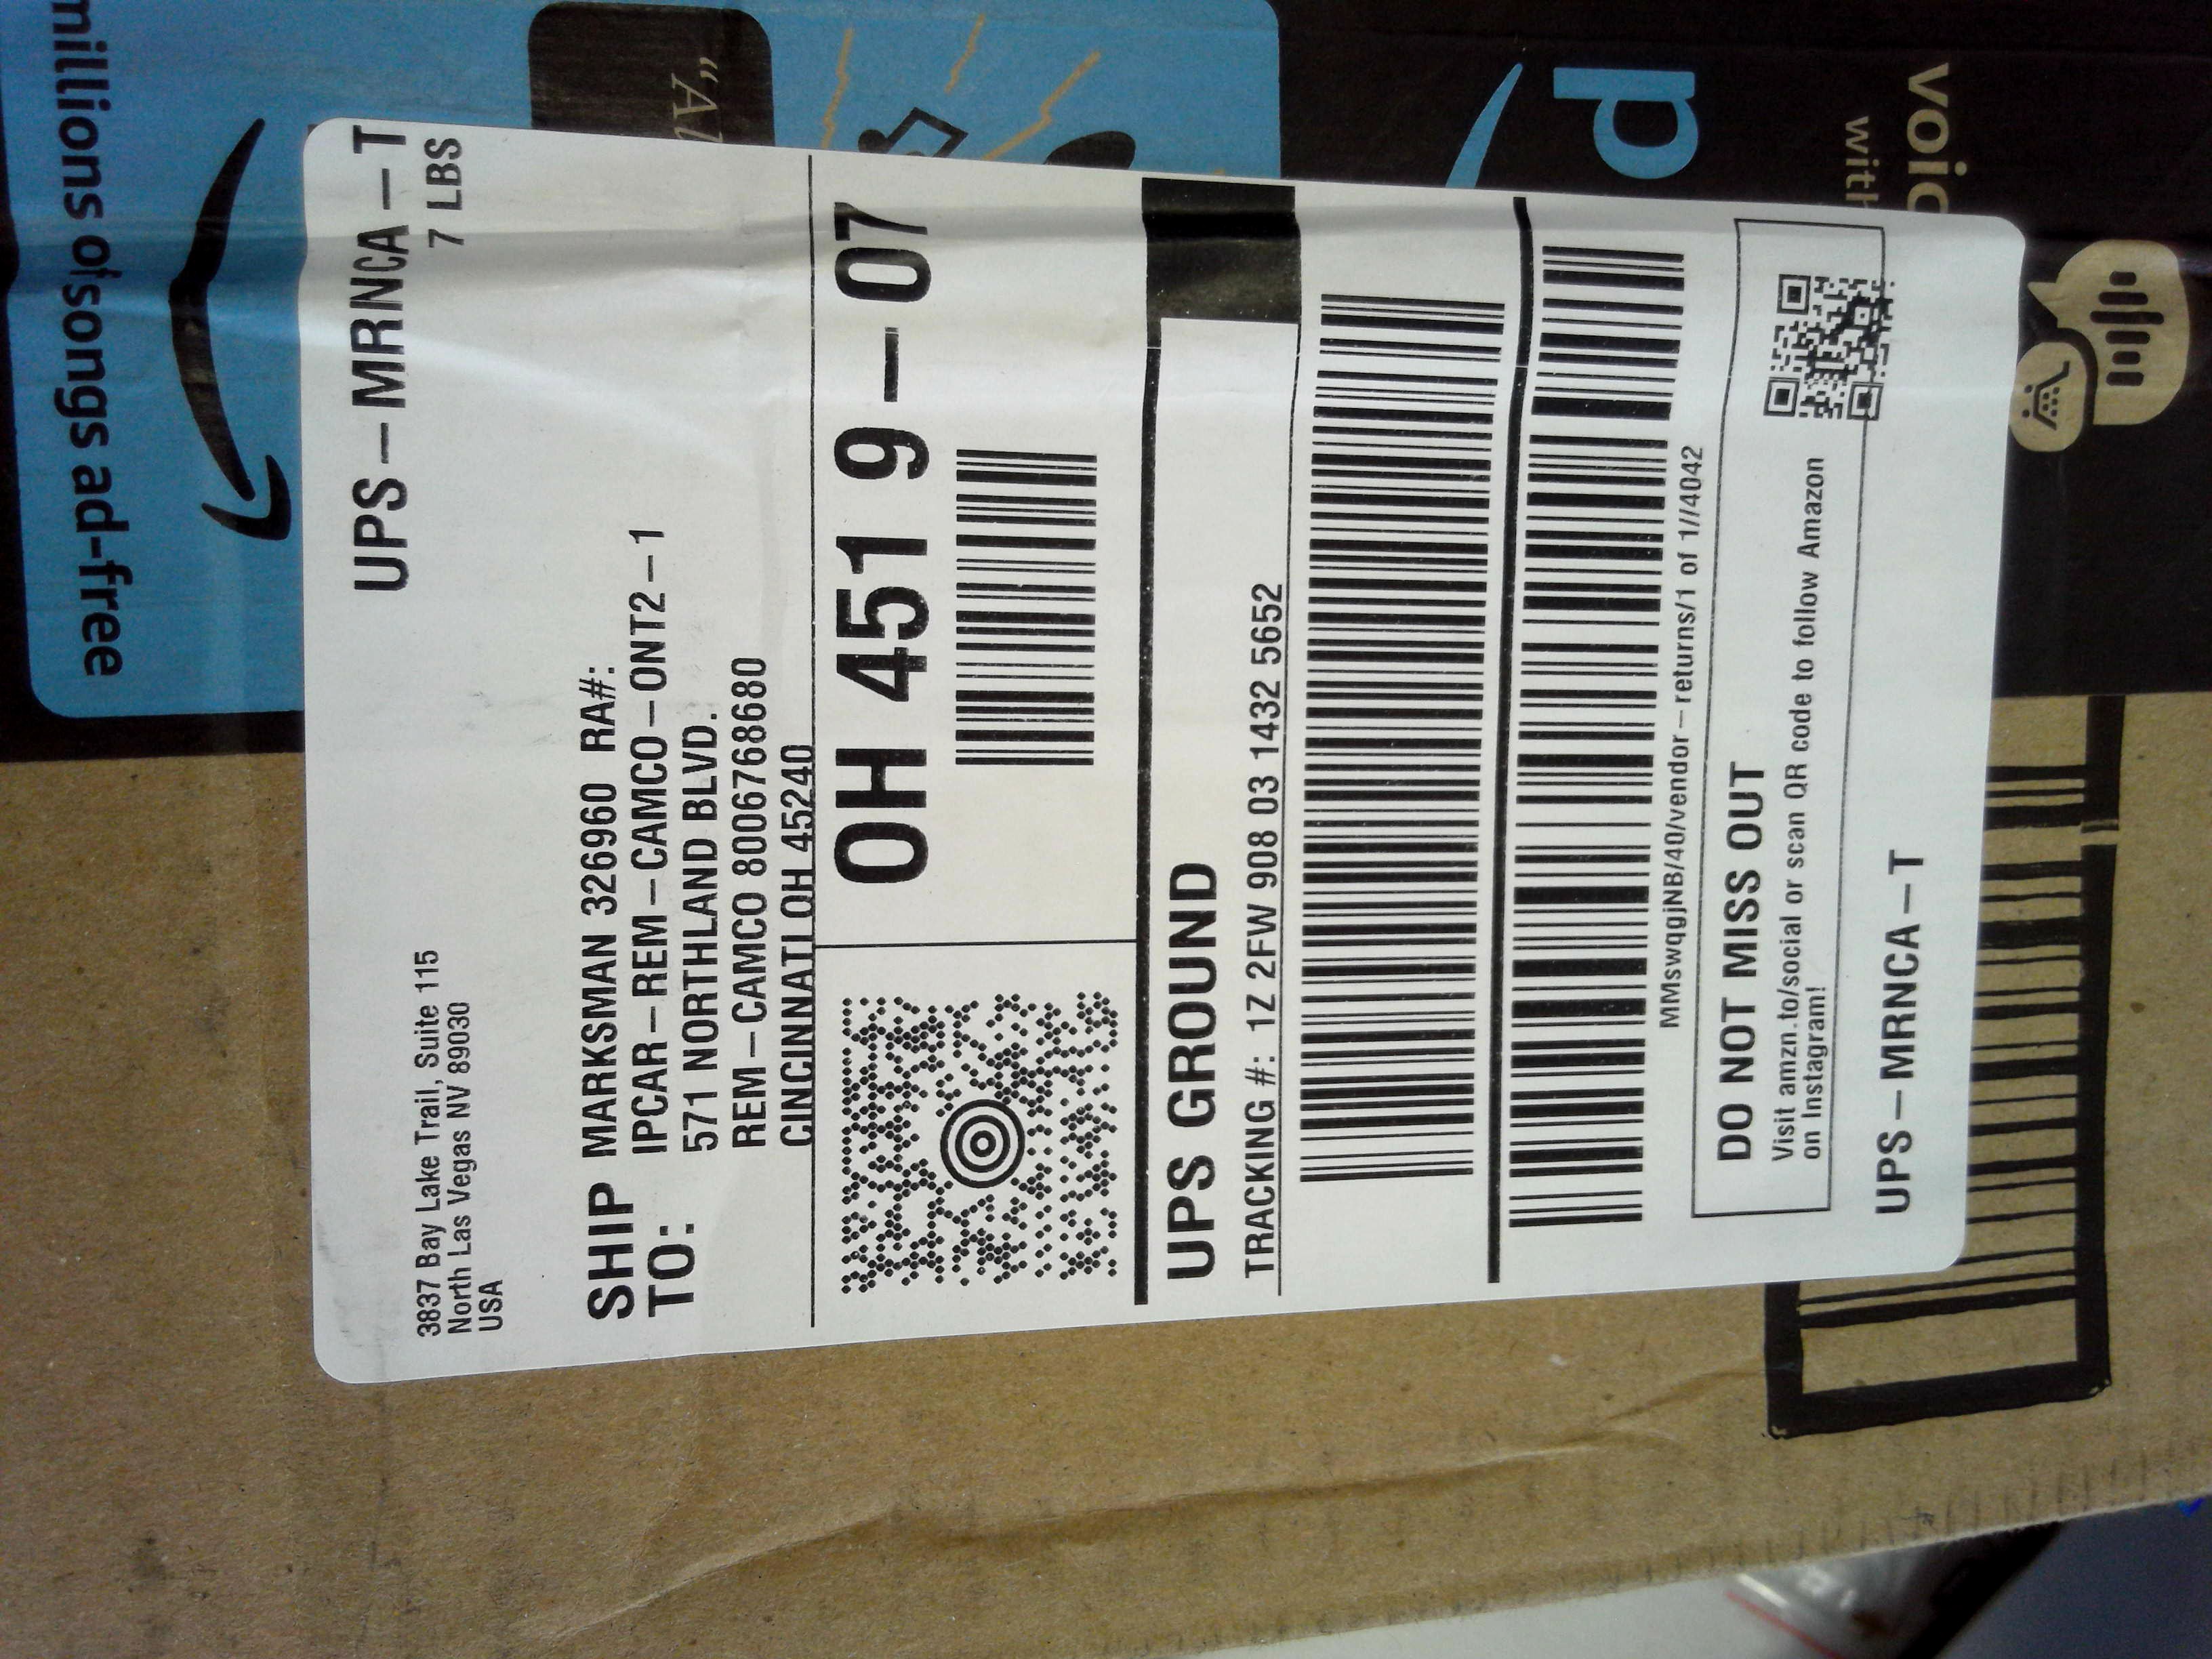 UPS-MRNCA-T
7 LBS
3837 Bay Lake Trail, Suite 115
North Las Vegas NV 89030
USA
SHIP TO:
MARKSMAN 326960 RA#:
IPCAR-REM-CAMCO-ONT2-1
571 NORTHLAND BLVD.
REM-CAMCO 8006768680
CINCINNATI OH 45240
OH 451 9-07
UPS GROUND
TRACKING #: 1Z 2FW 908 03 1432 5652
MMswqgjNB/40/vendor-returns/1 of 1//4042
DO NOT MISS OUT
Visit amzn.to/social or scan QR code to follow Amazon
on Instagram!
UPS-MRNCA-T
millions of songs ad-free
"Al
d
with